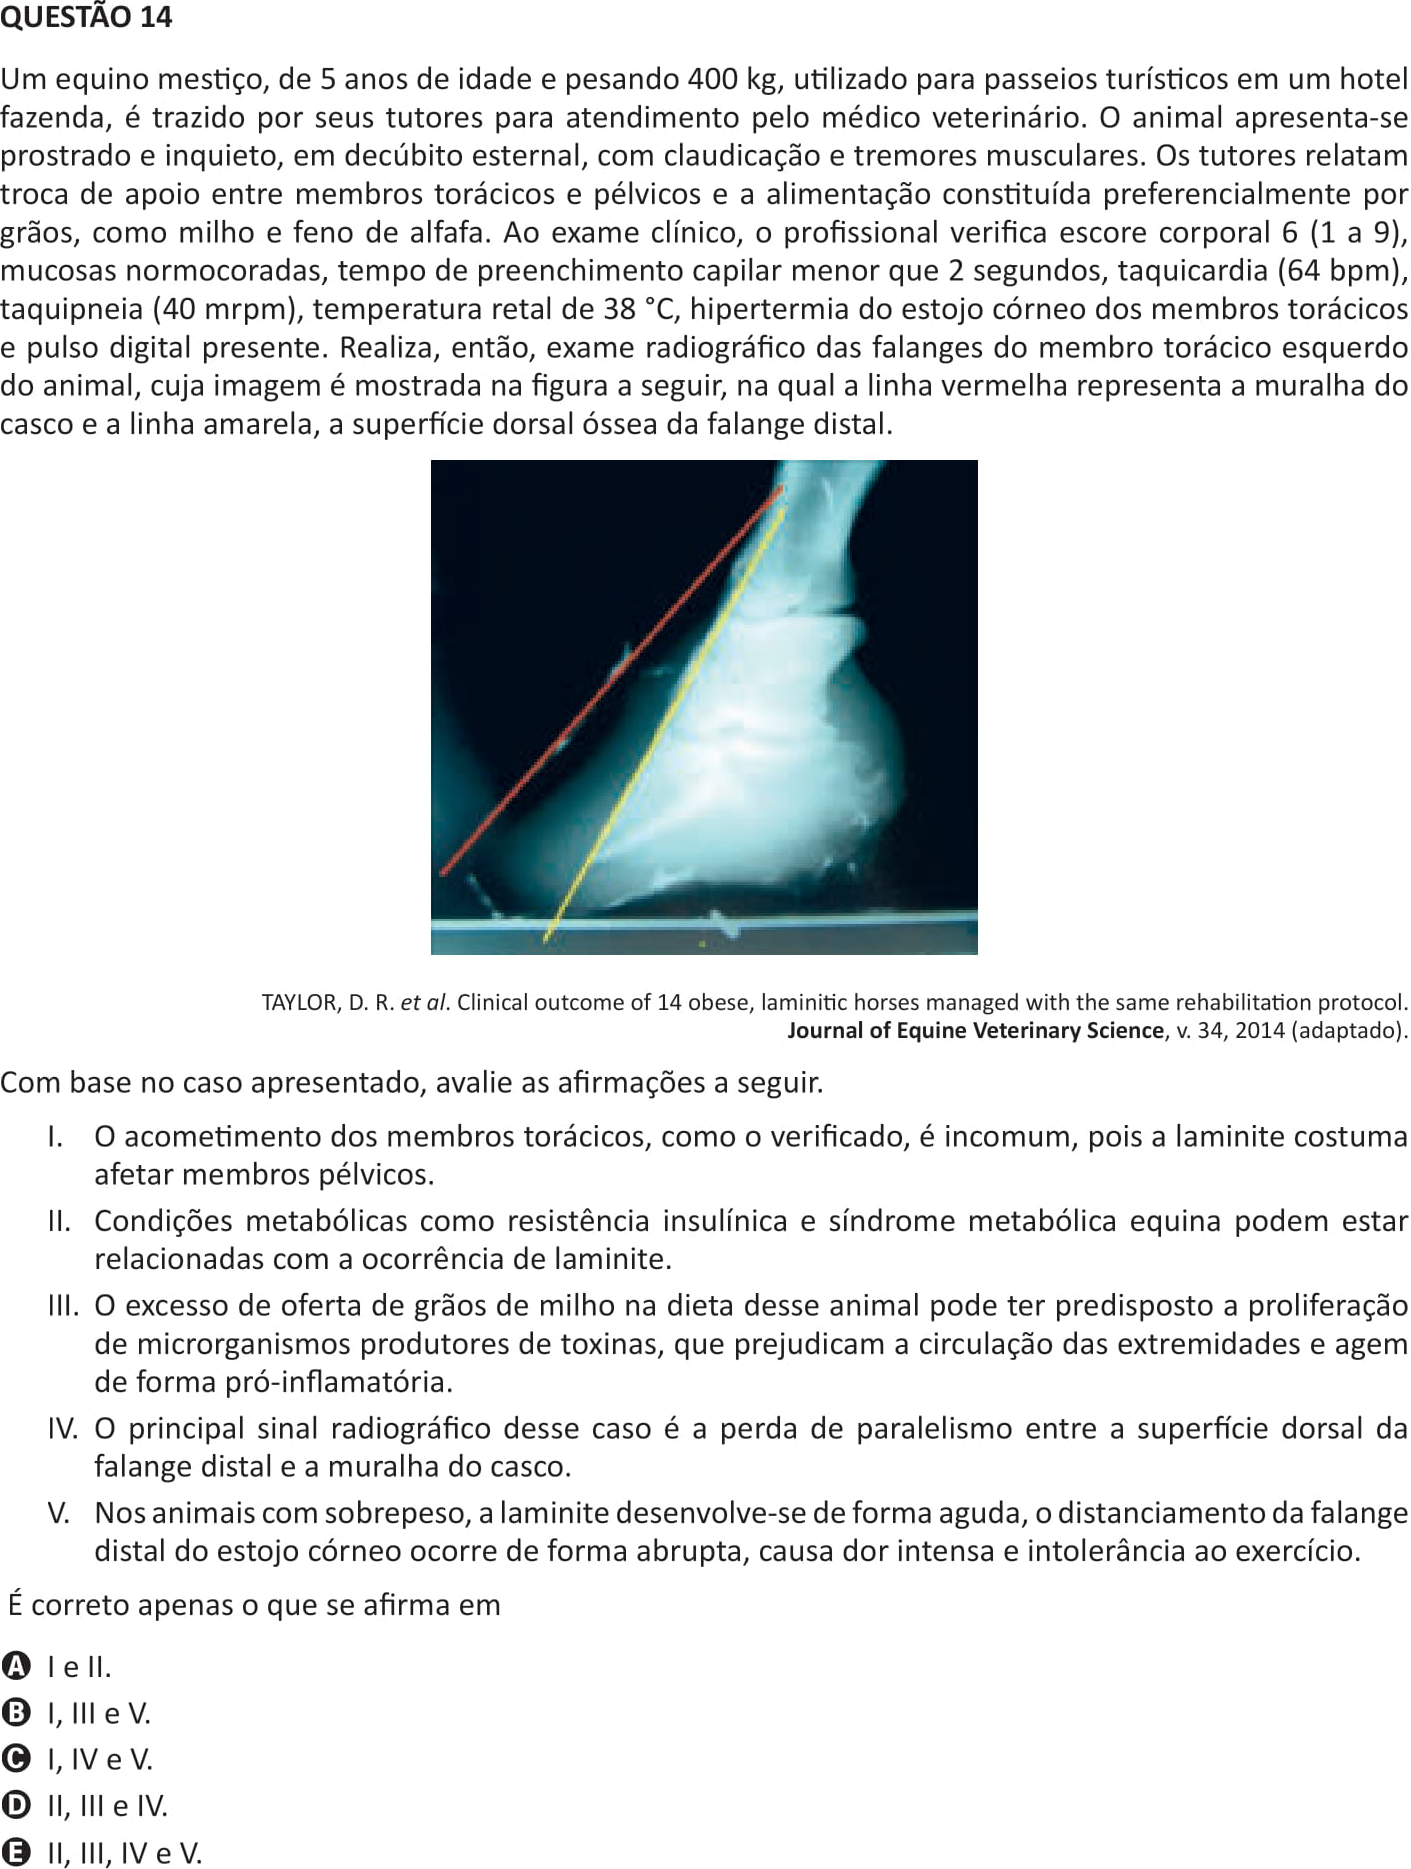 QUESTÃO 14
Um equino mestiço, de 5 anos de idade e pesando 400 kg, utilizado para passeios turísticos em um hotel
fazenda, é trazido por seus tutores para atendimento pelo médico veterinário. O animal apresenta-se
prostrado e inquieto, em decúbito esternal, com claudicação e tremores musculares. Os tutores relatam
troca de apoio entre membros torácicos e pélvicos e a alimentação constituída preferencialmente por
grãos, como milho e feno de alfafa. Ao exame clínico, o profissional verifica escore corporal 6 (1 a 9),
mucosas normocoradas, tempo de preenchimento capilar menor que 2 segundos, taquicardia (64 bpm),
taquipneia (40 mrpm), temperatura retal de 38 °C, hipertermia do estojo córneo dos membros torácicos
e pulso digital presente. Realiza, então, exame radiográfico das falanges do membro torácico esquerdo
do animal, cuja imagem é mostrada na figura a seguir, na qual a linha vermelha representa a muralha do
casco e a linha amarela, a superfície dorsal óssea da falange distal.
TAYLOR, D. R. et al. Clinical outcome of 14 obese, laminitic horses managed with the same rehabilitation protocol.
Journal of Equine Veterinary Science, v. 34, 2014 (adaptado).
Com base no caso apresentado, avalie as afirmações a seguir.
I. O acometimento dos membros torácicos, como o verificado, é incomum, pois a laminite costuma
afetar membros pélvicos.
II. Condições metabólicas como resistência insulínica e síndrome metabólica equina podem estar
relacionadas com a ocorrência de laminite.
III. O excesso de oferta de grãos de milho na dieta desse animal pode ter predisposto a proliferação
de microrganismos produtores de toxinas, que prejudicam a circulação das extremidades e agem
de forma pró-inflamatória.
IV. O principal sinal radiográfico desse caso é a perda de paralelismo entre a superfície dorsal da
falange distal e a muralha do casco.
V. Nos animais com sobrepeso, a laminite desenvolve-se de forma aguda, o distanciamento da falange
distal do estojo córneo ocorre de forma abrupta, causa dor intensa e intolerância ao exercício.
É correto apenas o que se afirma em
A I e II.
B I, III e V.
C I, IV e V.
D II, III e IV.
E II, III, IV e V.